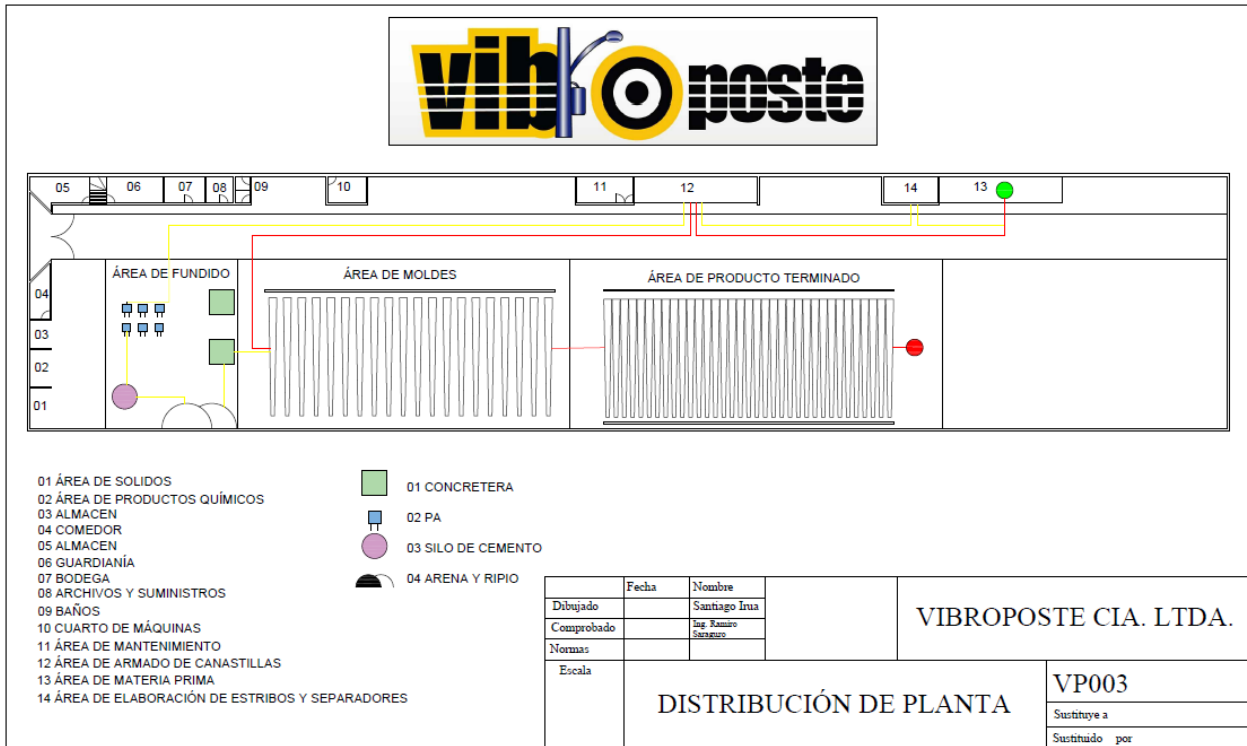 vibroposte
05
06
07
08
09
10
11
12
14
13
ÁREA DE FUNDIDO
ÁREA DE MOLDES
ÁREA DE PRODUCTO TERMINADO
04
03
02
01
01 ÁREA DE SOLIDOS
02 ÁREA DE PRODUCTOS QUÍMICOS
03 ALMACEN
04 COMEDOR
05 ALMACEN
06 GUARDIANÍA
07 BODEGA
08 ARCHIVOS Y SUMINISTROS
09 BAÑOS
10 CUARTO DE MÁQUINAS
11 ÁREA DE MANTENIMIENTO
12 ÁREA DE ARMADO DE CANASTILLAS
13 ÁREA DE MATERIA PRIMA
14 ÁREA DE ELABORACIÓN DE ESTRIBOS Y SEPARADORES
01 CONCRETERA
02 PA
03 SILO DE CEMENTO
04 ARENA Y RIPIO
Fecha Nombre
Dibujado Santiago Irua
Comprobado Ing. Ramiro
Saraguro
Normas
Escala
VIBROPOSTE CIA. LTDA.
DISTRIBUCIÓN DE PLANTA
VP003
Sustituye a
Sustituido por